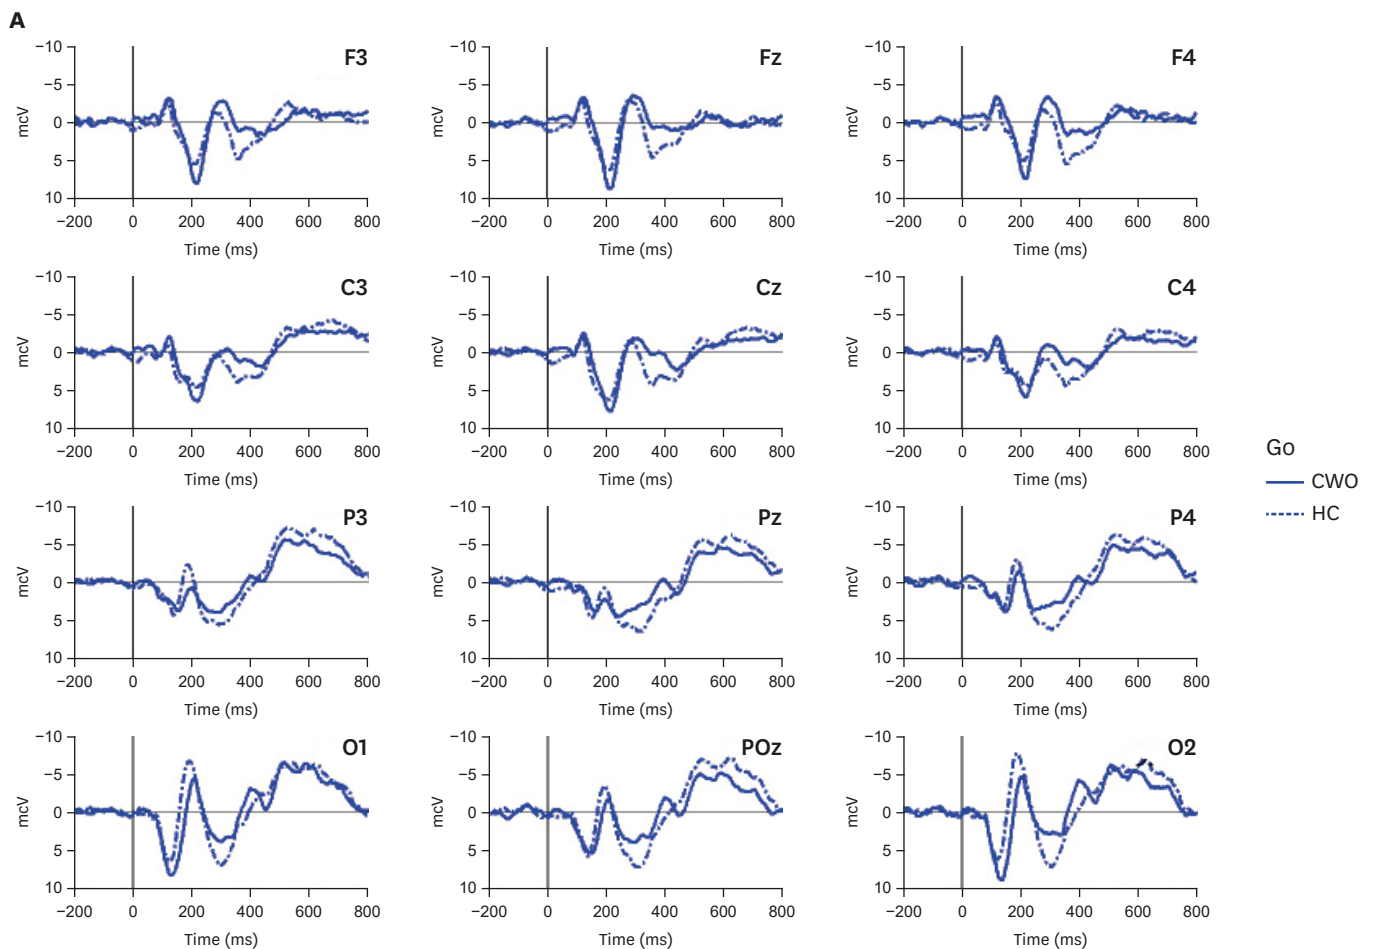 A
F3
Fz
F4
−10 −10 −10
−5 −5 −5
0 0 0
5 5 5
10 10 10
mcV mcV mcV
−200 0 200 400 600 800 −200 0 200 400 600 800 −200 0 200 400 600 800
Time (ms) Time (ms) Time (ms)
C3
Cz
C4
−10 −10 −10
−5 −5 −5
0 0 0
5 5 5
10 10 10
mcV mcV mcV
−200 0 200 400 600 800 −200 0 200 400 600 800 −200 0 200 400 600 800
Time (ms) Time (ms) Time (ms)
Go
CWO
HC
P3
Pz
P4
−10 −10 −10
−5 −5 −5
0 0 0
5 5 5
10 10 10
mcV mcV mcV
−200 0 200 400 600 800 −200 0 200 400 600 800 −200 0 200 400 600 800
Time (ms) Time (ms) Time (ms)
O1
POz
O2
−10 −10 −10
−5 −5 −5
0 0 0
5 5 5
10 10 10
mcV mcV mcV
−200 0 200 400 600 800 −200 0 200 400 600 800 −200 0 200 400 600 800
Time (ms) Time (ms) Time (ms)